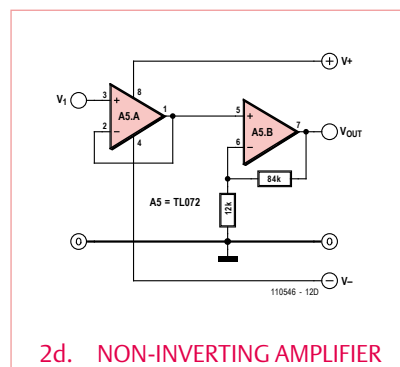 V+
8
V1
3
+
1
5
+
A5.A
A5.B
7
VOUT
2
–
4
6
–
84k
A5 = TL072
12k
0
0
V–
110546 - 12D
2d. NON-INVERTING AMPLIFIER